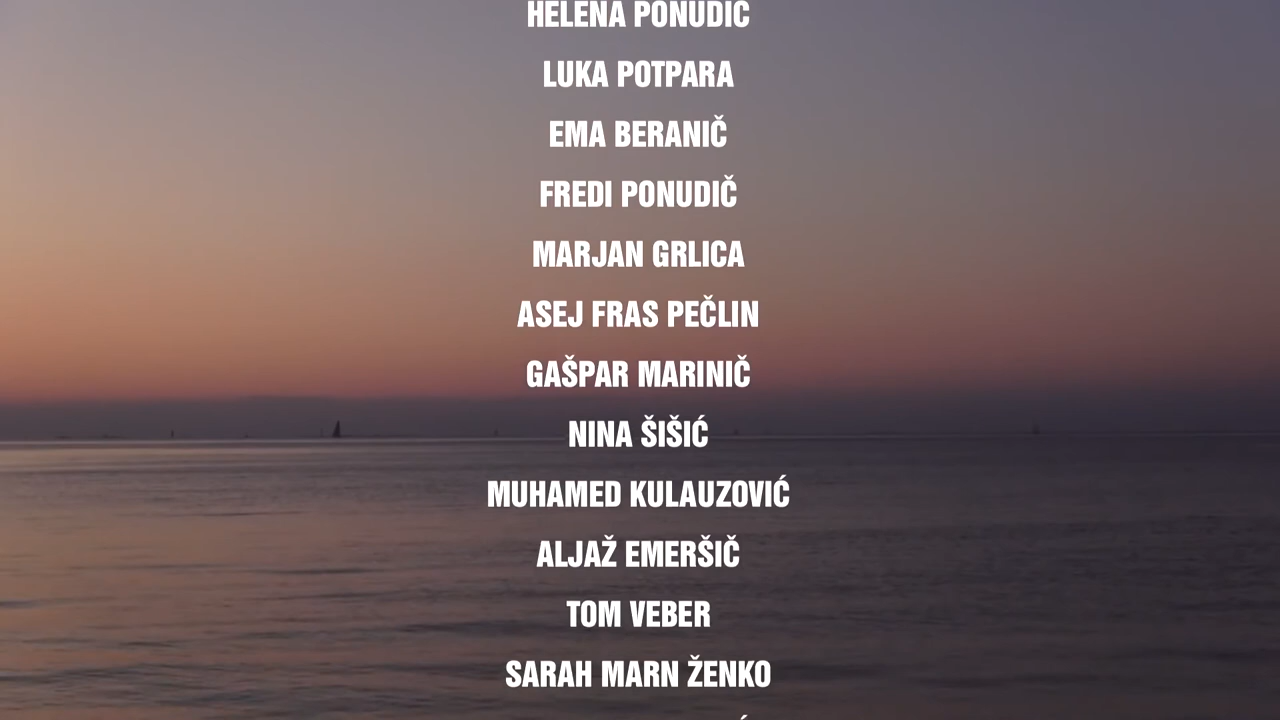 HELENA PONUDIČ
LUKA POTPARA
EMA BERANIČ
FREDI PONUDIČ
MARJAN GRLICA
ASEJ FRAS PEČLIN
GAŠPAR MARINIČ
NINA ŠIŠIĆ
MUHAMED KULAUZOVIĆ
ALJAŽ EMERŠIČ
TOM VEBER
SARAH MARN ŽENKO